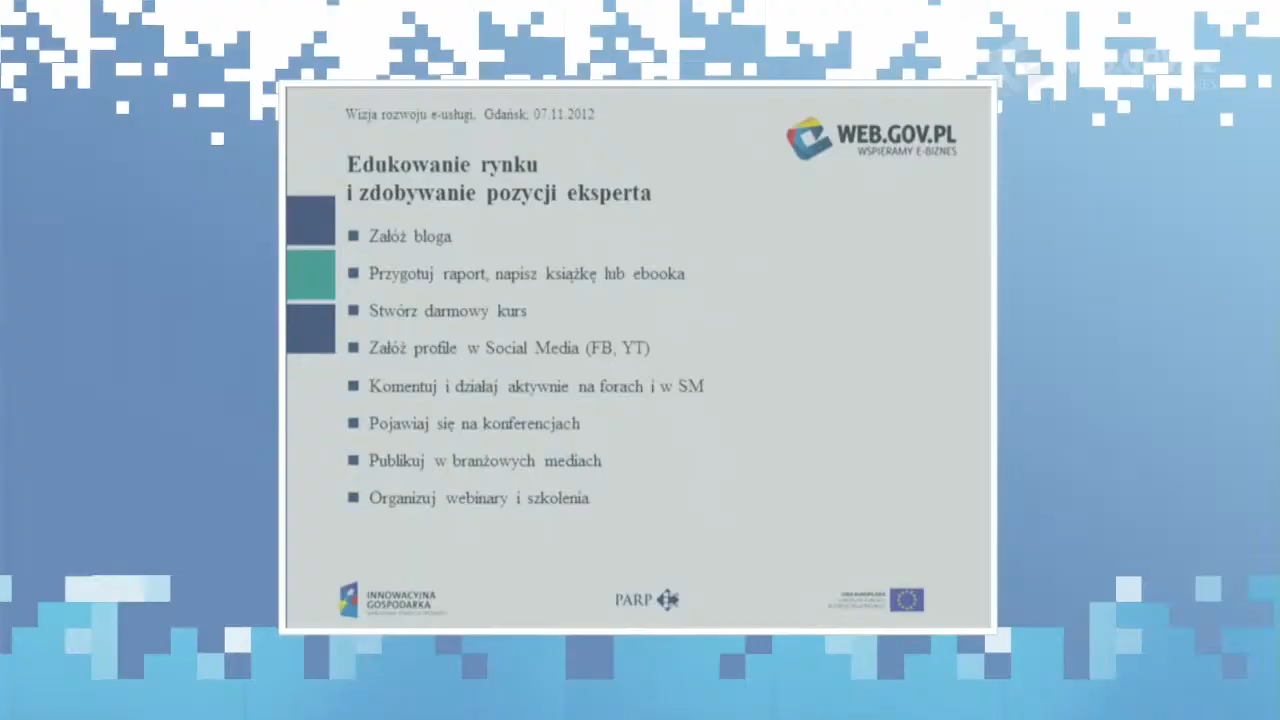 Wizja rozwoju e-usługi, Gdańsk, 07.11.2012
WEB.GOV.PL
WSPIERAMY E-BIZNES
Edukowanie rynku
i zdobywanie pozycji eksperta
Załóż bloga
Przygotuj raport, napisz książkę lub ebooka
Stwórz darmowy kurs
Załóż profile w Social Media (FB, YT)
Komentuj i działaj aktywnie na forach i w SM
Pojawiaj się na konferencjach
Publikuj w branżowych mediach
Organizuj webinary i szkolenia
INNOWACYJNA
GOSPODARKA
PARP
UNIA EUROPEJSKA